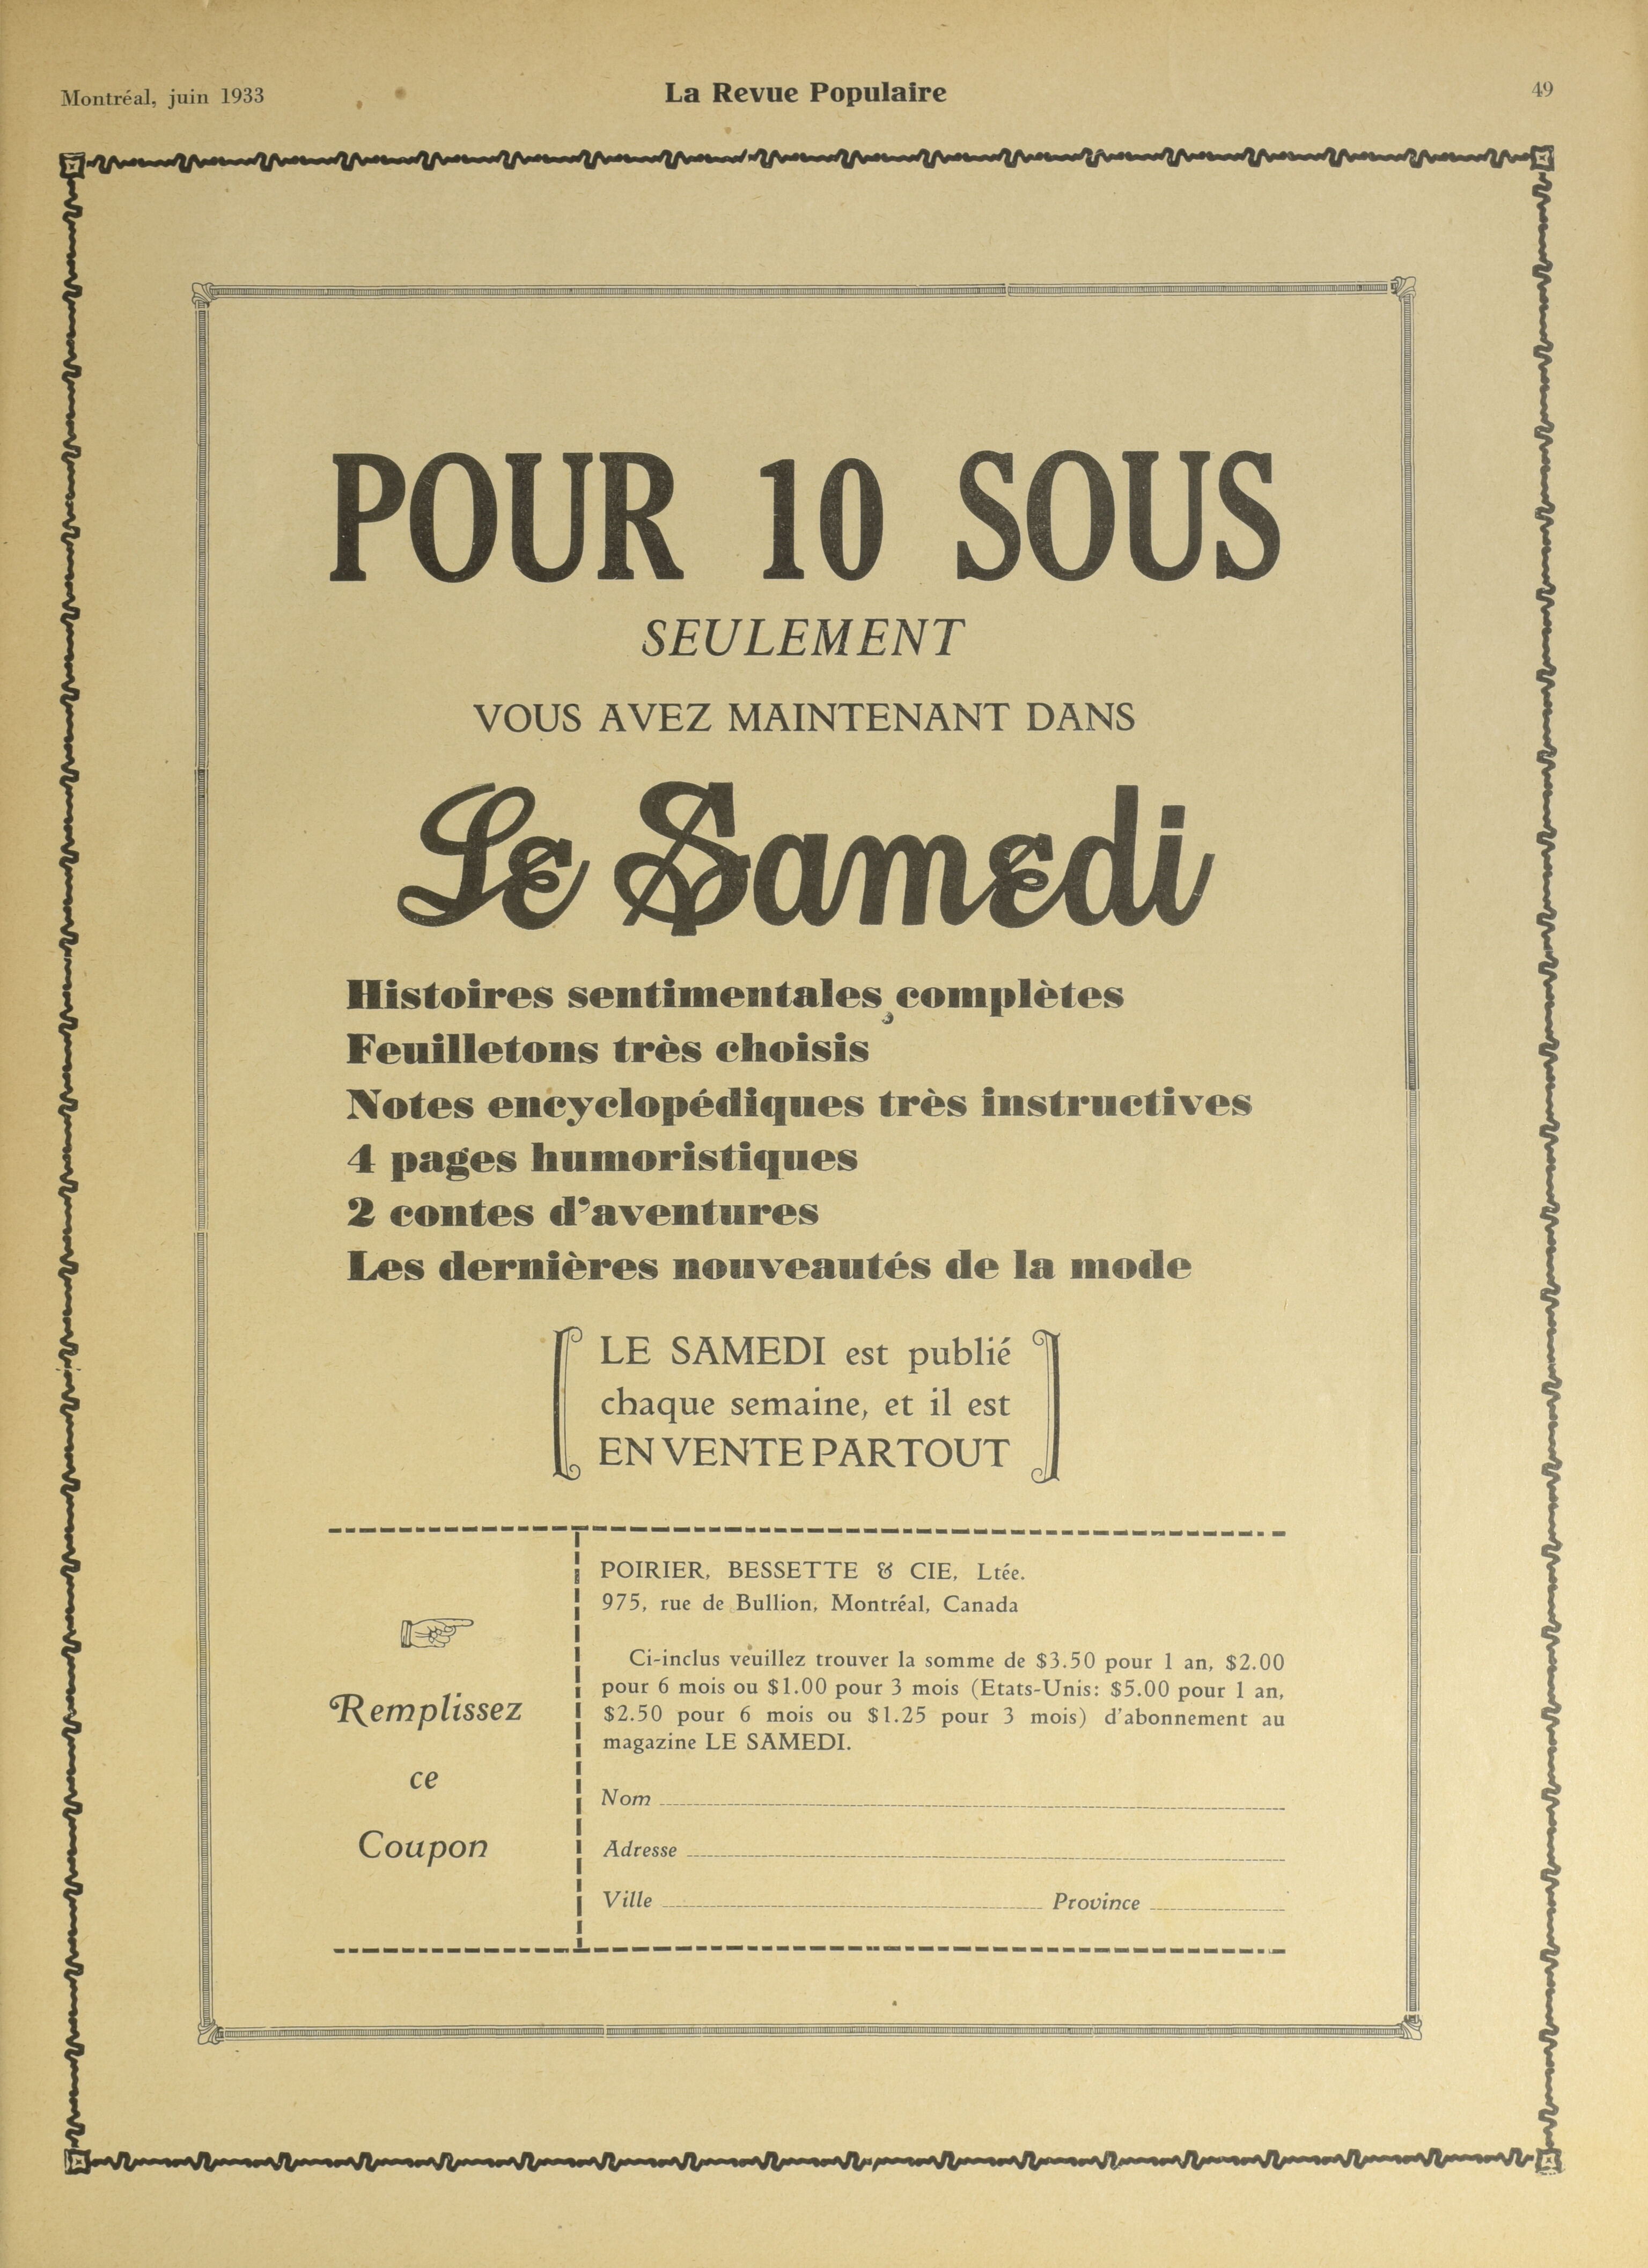 Montréal, juin 1933
La Revue Populaire
49
POUR 10 SOUS
SEULEMENT
VOUS AVEZ MAINTENANT DANS
Le Samedi
Histoires sentimentales complètes
Feuilletons très choisis
Notes encyclopédiques très instructives
4 pages humoristiques
2 contes d'aventures
Les dernières nouveautés de la mode
LE SAMEDI est publié
chaque semaine, et il est
EN VENTE PARTOUT
Remplissez
ce
Coupon
POIRIER, BESSETTE & CIE, Ltée.
975, rue de Bullion, Montréal, Canada
Ci-inclus veuillez trouver la somme de $3.50 pour 1 an, $2.00
pour 6 mois ou $1.00 pour 3 mois (Etats-Unis: $5.00 pour 1 an,
$2.50 pour 6 mois ou $1.25 pour 3 mois) d'abonnement au
magazine LE SAMEDI.
Nom
Adresse
Ville Province